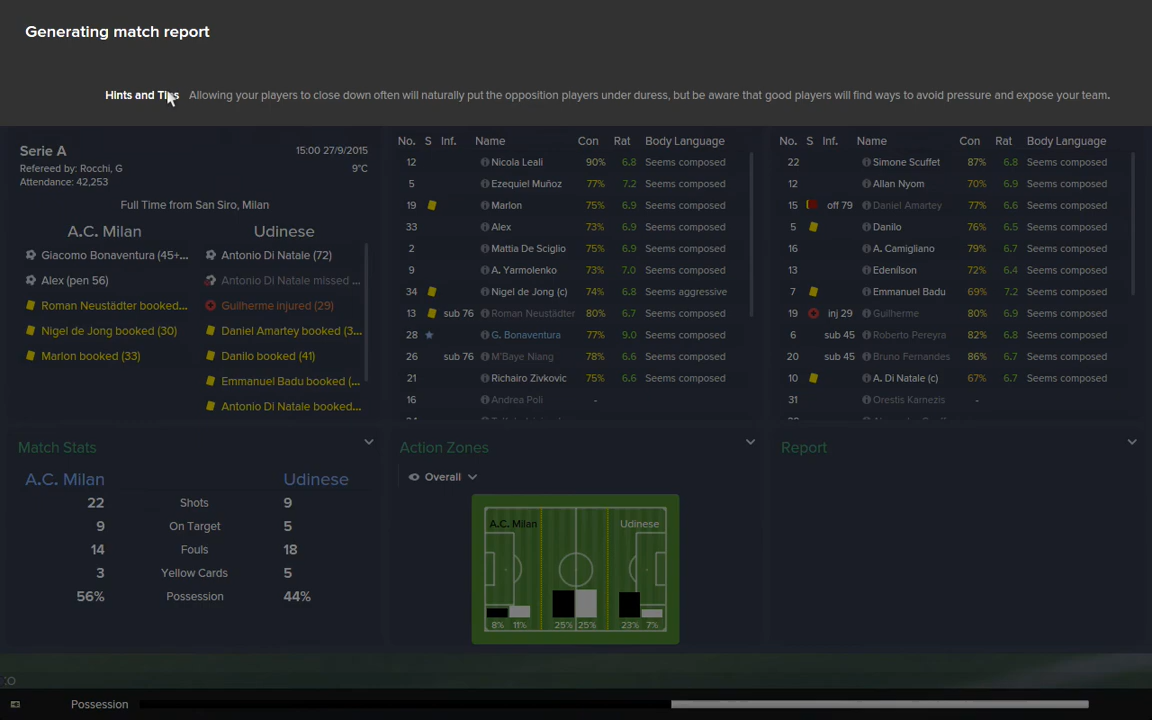 Generating match report
Hints and Tips Allowing your players to close down often will naturally put the opposition players under duress, but be aware that good players will find ways to avoid pressure and expose your team.
Serie A 15:00 27/9/2015
Refereed by: Rocchi, G 9°C
Attendance: 42,253
Full Time from San Siro, Milan
A.C. Milan Udinese
Giacomo Bonaventura (45+... Antonio Di Natale (72)
Alex (pen 56) Antonio Di Natale missed ...
Roman Neustädter booked... Guilherme injured (29)
Nigel de Jong booked (30) Daniel Amartey booked (3...
Marlon booked (33) Danilo booked (41)
Emmanuel Badu booked (...
Antonio Di Natale booked...
No. S Inf. Name Con Rat Body Language
12 Nicola Leali 90% 6.8 Seems composed
5 Ezequiel Muñoz 77% 7.2 Seems composed
19 Marlon 75% 6.9 Seems composed
33 Alex 73% 6.9 Seems composed
2 Mattia De Sciglio 75% 6.9 Seems composed
9 A. Yarmolenko 73% 7.0 Seems composed
34 Nigel de Jong (c) 74% 6.8 Seems aggressive
13 sub 76 Roman Neustädter 80% 6.7 Seems composed
28 G. Bonaventura 77% 9.0 Seems composed
26 sub 76 M'Baye Niang 78% 6.6 Seems composed
21 Richairo Zivkovic 75% 6.6 Seems composed
16 Andrea Poli -
No. S Inf. Name Con Rat Body Language
22 Simone Scuffet 87% 6.8 Seems composed
12 Allan Nyom 70% 6.9 Seems composed
15 off 79 Daniel Amartey 77% 6.6 Seems composed
5 Danilo 76% 6.5 Seems composed
16 A. Camigliano 79% 6.7 Seems composed
13 Edenílson 72% 6.4 Seems composed
7 Emmanuel Badu 69% 7.2 Seems composed
19 inj 29 Guilherme 80% 6.9 Seems composed
6 sub 45 Roberto Pereyra 82% 6.8 Seems composed
20 sub 45 Bruno Fernandes 86% 6.7 Seems composed
10 A. Di Natale (c) 67% 6.7 Seems composed
31 Orestis Karnezis -
Match Stats
A.C. Milan Udinese
22 Shots 9
9 On Target 5
14 Fouls 18
3 Yellow Cards 5
56% Possession 44%
Action Zones
Overall
A.C. Milan Udinese
8% 11% 25% 25% 23% 7%
Report
Possession